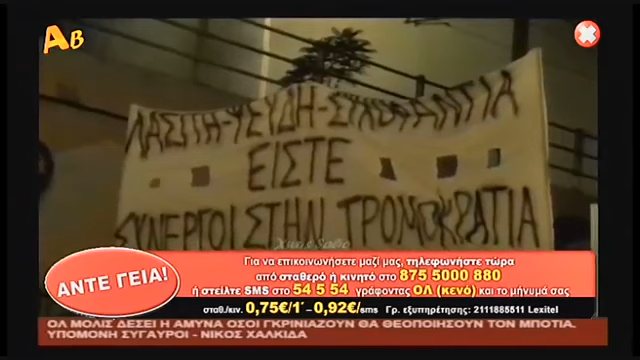 AB
ΛΑΣΠΗ-ΨΕΥΔΗ-ΣΥΚΟΦΑΝΤΙΑ
ΕΙΣΤΕ
ΣΥΝΕΡΓΟΙ ΣΤΗΝ ΤΡΟΜΟΚΡΑΤΙΑ
ΑΝΤΕ ΓΕΙΑ!
Για να επικοινωνήσετε μαζί μας, τηλεφωνήστε τώρα
από σταθερό ή κινητό στο 875 5000 880
ή στείλτε SMS στο 54 5 54 γράφοντας ΟΛ (κενό) και το μήνυμά σας
σταθ./κιν. 0,75€/1΄ - 0,92€/sms Γρ. εξυπηρέτησης: 2111885511 Lexitel
ΟΛ ΜΟΛΙΣ ΔΕΣΕΙ Η ΑΜΥΝΑ ΟΣΟΙ ΓΚΡΙΝΙΑΖΟΥΝ ΘΑ ΘΕΟΠΟΙΗΣΟΥΝ ΤΟΝ ΜΠΟΤΙΑ.
ΥΠΟΜΟΝΗ ΣΥΓΑΥΡΟΙ - ΝΙΚΟΣ ΧΑΛΚΙΔΑ